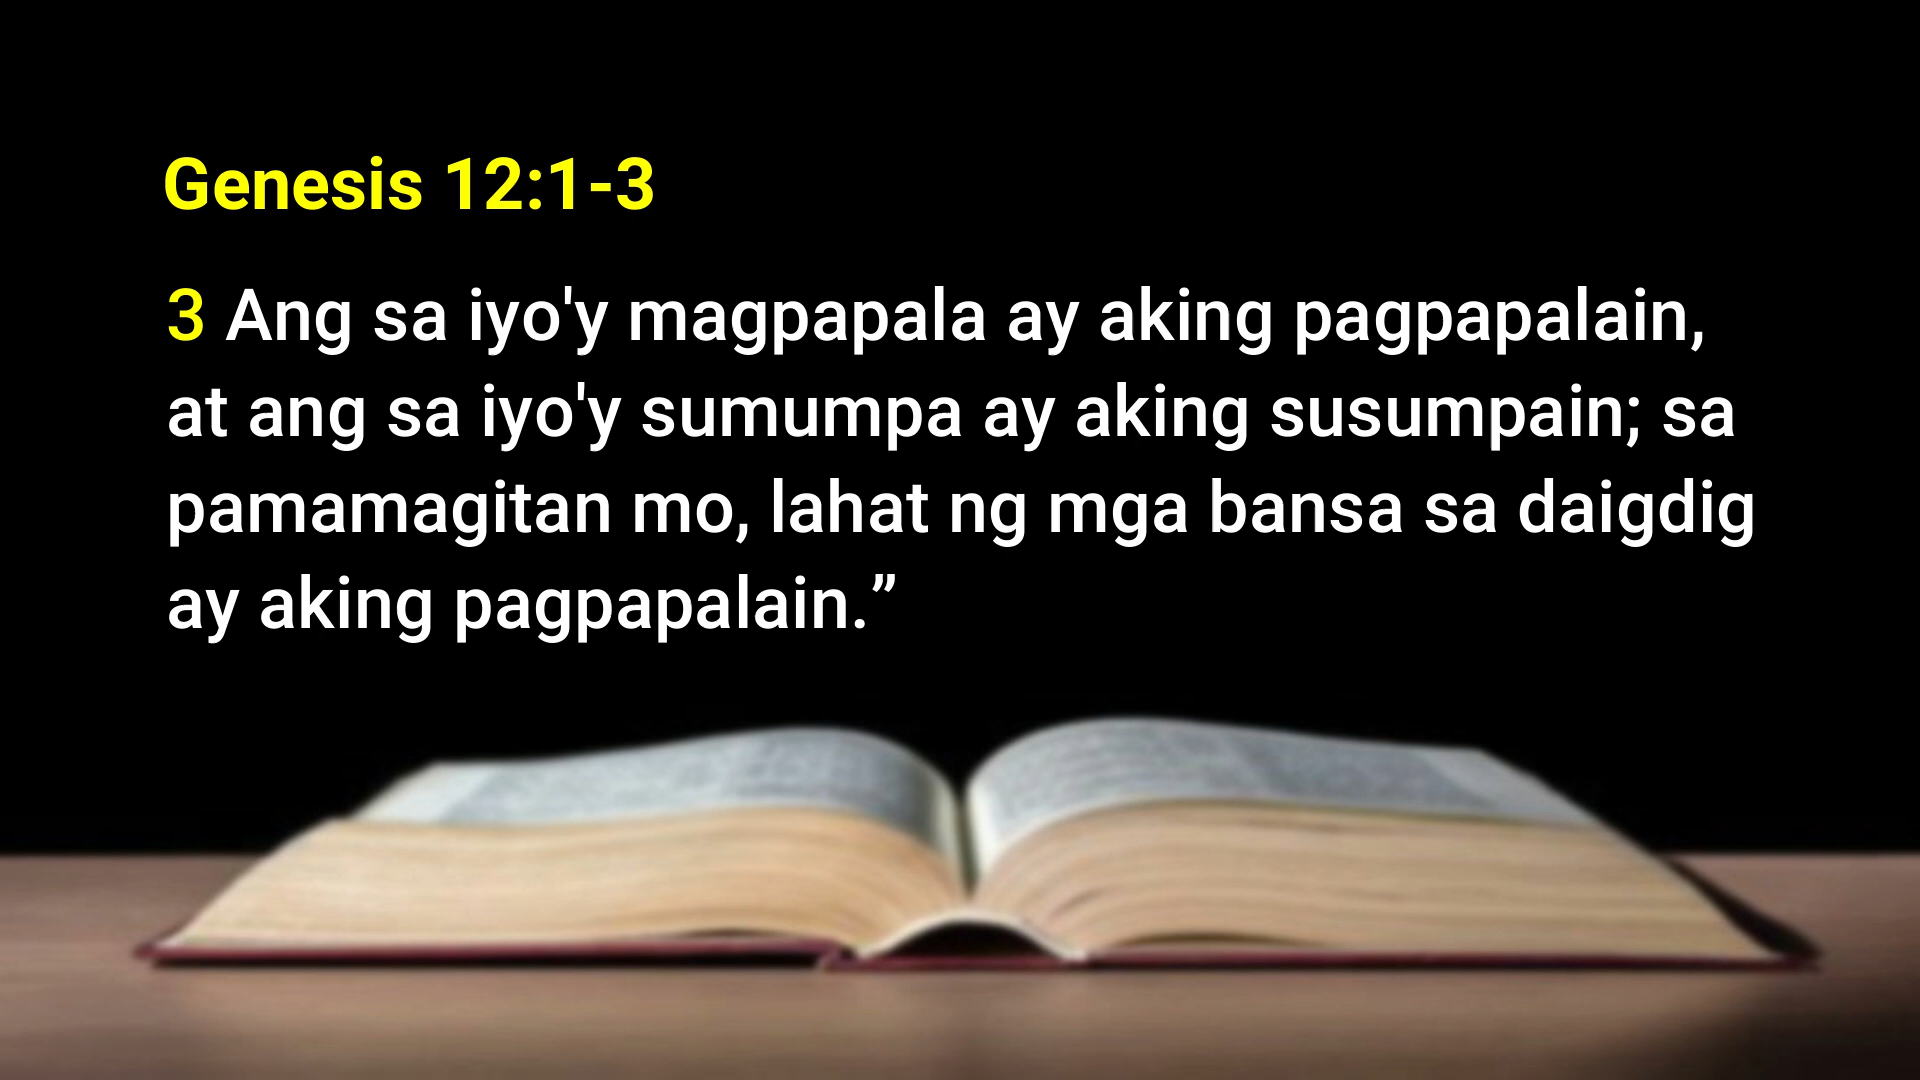 Genesis 12:1-3
3 Ang sa iyo'y magpapala ay aking pagpapalain,
at ang sa iyo'y sumumpa ay aking susumpain; sa
pamamagitan mo, lahat ng mga bansa sa daigdig
ay aking pagpapalain.”